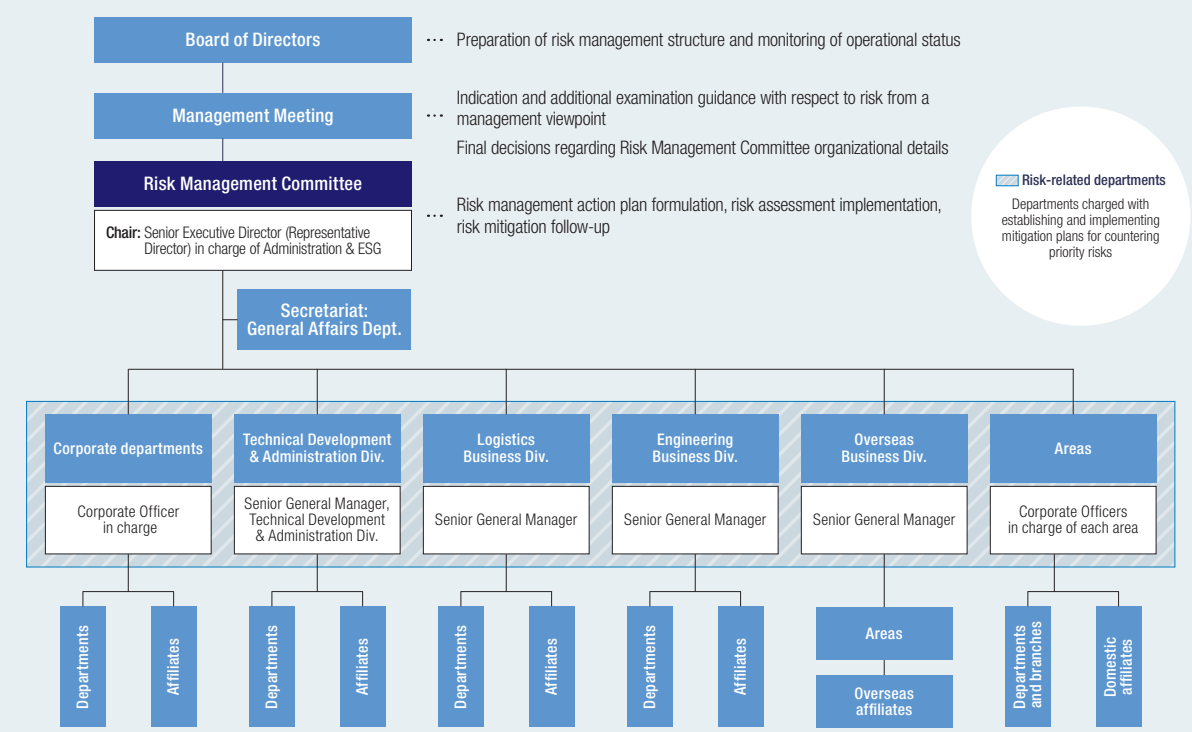 Board of Directors
... Preparation of risk management structure and monitoring of operational status
Management Meeting
... Indication and additional examination guidance with respect to risk from a
management viewpoint
Final decisions regarding Risk Management Committee organizational details
Risk Management Committee
Chair: Senior Executive Director (Representative
Director) in charge of Administration & ESG
... Risk management action plan formulation, risk assessment implementation,
risk mitigation follow-up
Risk-related departments
Departments charged with
establishing and implementing
mitigation plans for countering
priority risks
Secretariat:
General Affairs Dept.
Corporate departments
Corporate Officer
in charge
Technical Development
& Administration Div.
Senior General Manager,
Technical Development
& Administration Div.
Logistics
Business Div.
Senior General Manager
Engineering
Business Div.
Senior General Manager
Overseas
Business Div.
Senior General Manager
Areas
Corporate Officers
in charge of each area
Departments
Affiliates
Departments
Affiliates
Departments
Affiliates
Departments
Affiliates
Areas
Overseas
affiliates
Departments
and branches
Domestic
affiliates